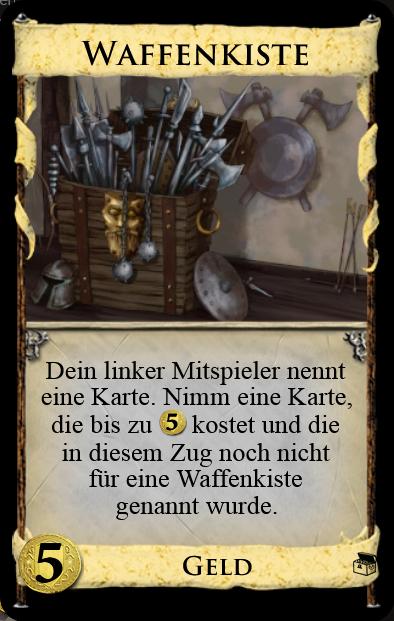 WAFFENKISTE
Dein linker Mitspieler nennt
eine Karte. Nimm eine Karte,
die bis zu 5 kostet und die
in diesem Zug noch nicht
für eine Waffenkiste
genannt wurde.
5 GELD